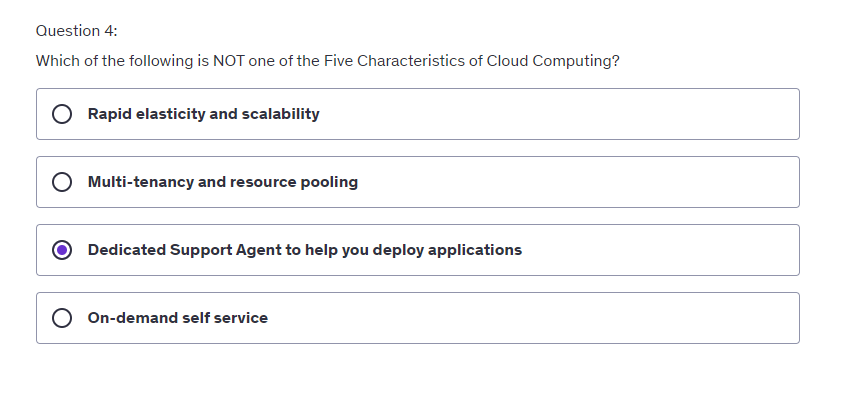 Question 4:
Which of the following is NOT one of the Five Characteristics of Cloud Computing?
Rapid elasticity and scalability
Multi-tenancy and resource pooling
Dedicated Support Agent to help you deploy applications
On-demand self service